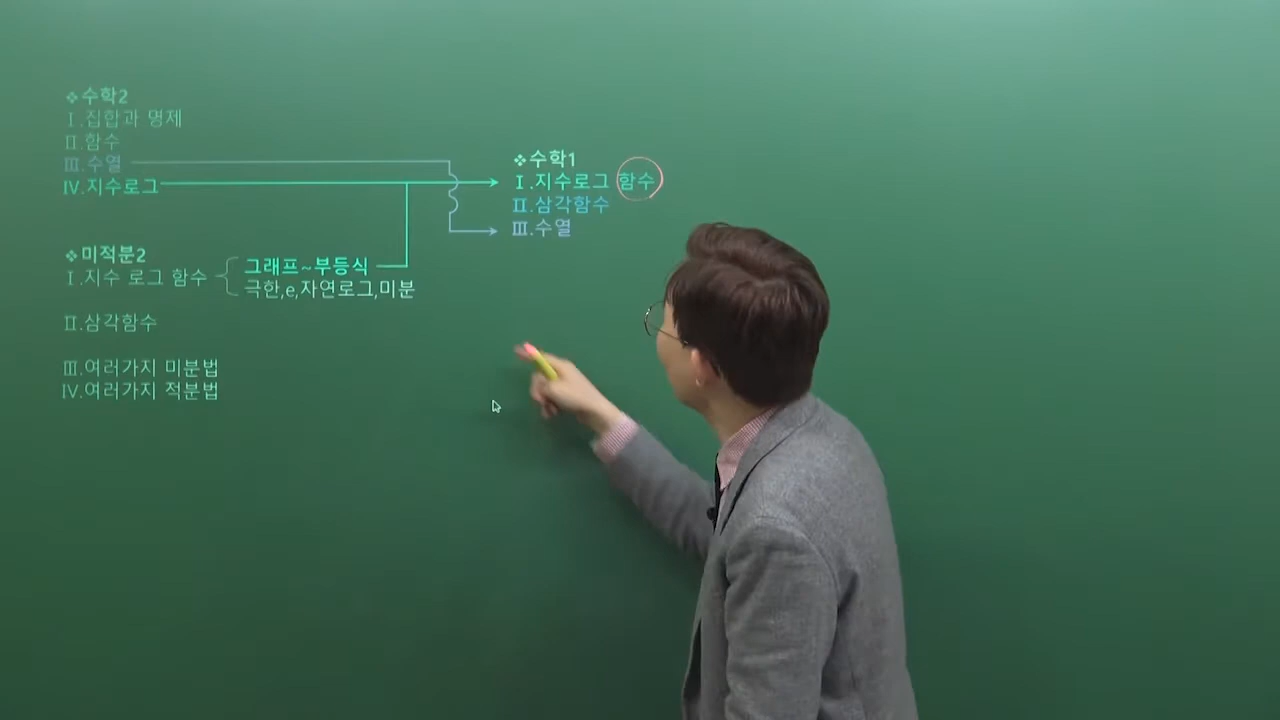 ❖수학2
Ⅰ.집합과 명제
Ⅱ.함수
Ⅲ.수열
Ⅳ.지수로그
❖미적분2
Ⅰ.지수 로그 함수
그래프~부등식
극한,e,자연로그,미분
Ⅱ.삼각함수
Ⅲ.여러가지 미분법
Ⅳ.여러가지 적분법
❖수학1
Ⅰ.지수로그 함수
Ⅱ.삼각함수
Ⅲ.수열